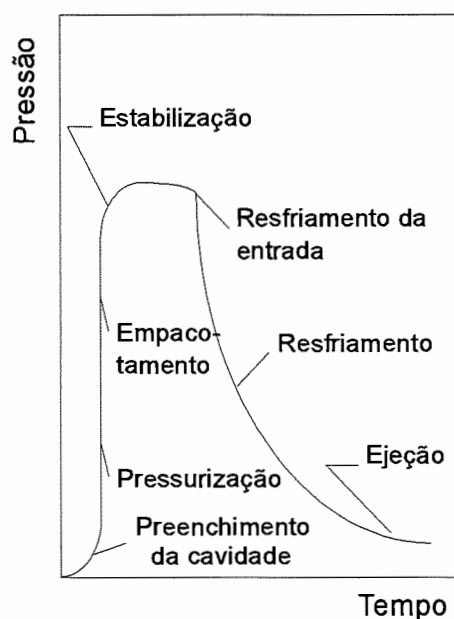 Pressão
Estabilização
Resfriamento da
entrada
Empaco-
tamento
Resfriamento
Ejeção
Pressurização
Preenchimento
da cavidade
Tempo